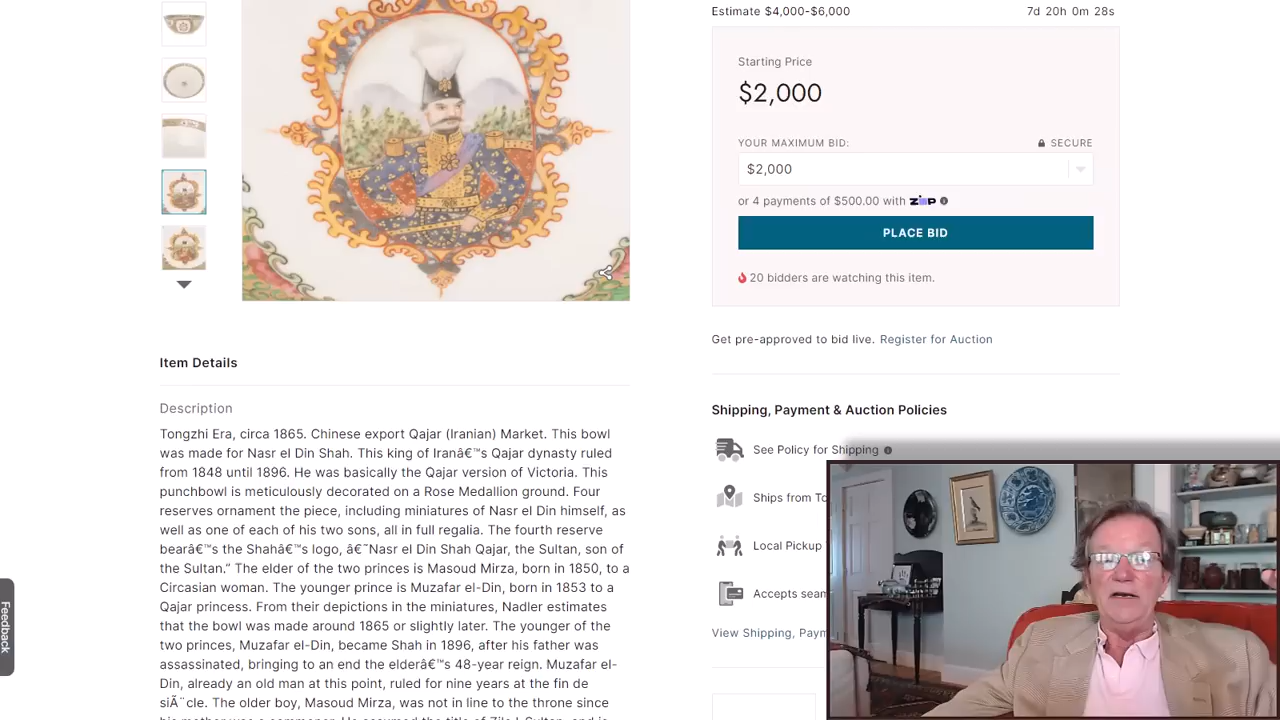 Estimate $4,000-$6,000
7d 20h 0m 28s
Starting Price
$2,000
YOUR MAXIMUM BID:
SECURE
$2,000
or 4 payments of $500.00 with ZIP
PLACE BID
20 bidders are watching this item.
Get pre-approved to bid live. Register for Auction
Item Details
Description
Tongzhi Era, circa 1865. Chinese export Qajar (Iranian) Market. This bowl
was made for Nasr el Din Shah. This king of Iranâ€™s Qajar dynasty ruled
from 1848 until 1896. He was basically the Qajar version of Victoria. This
punchbowl is meticulously decorated on a Rose Medallion ground. Four
reserves ornament the piece, including miniatures of Nasr el Din himself, as
well as one of each of his two sons, all in full regalia. The fourth reserve
bearâ€™s the Shahâ€™s logo, â€˜Nasr el Din Shah Qajar, the Sultan, son of
the Sultan.” The elder of the two princes is Masoud Mirza, born in 1850, to a
Circasian woman. The younger prince is Muzafar el-Din, born in 1853 to a
Qajar princess. From their depictions in the miniatures, Nadler estimates
that the bowl was made around 1865 or slightly later. The younger of the
two princes, Muzafar el-Din, became Shah in 1896, after his father was
assassinated, bringing to an end the elderâ€™s 48-year reign. Muzafar el-
Din, already an old man at this point, ruled for nine years at the fin de
siÃ¨cle. The older boy, Masoud Mirza, was not in line to the throne since
Shipping, Payment & Auction Policies
See Policy for Shipping
Ships from To
Local Pickup
Accepts seam
View Shipping, Paym
Feedback